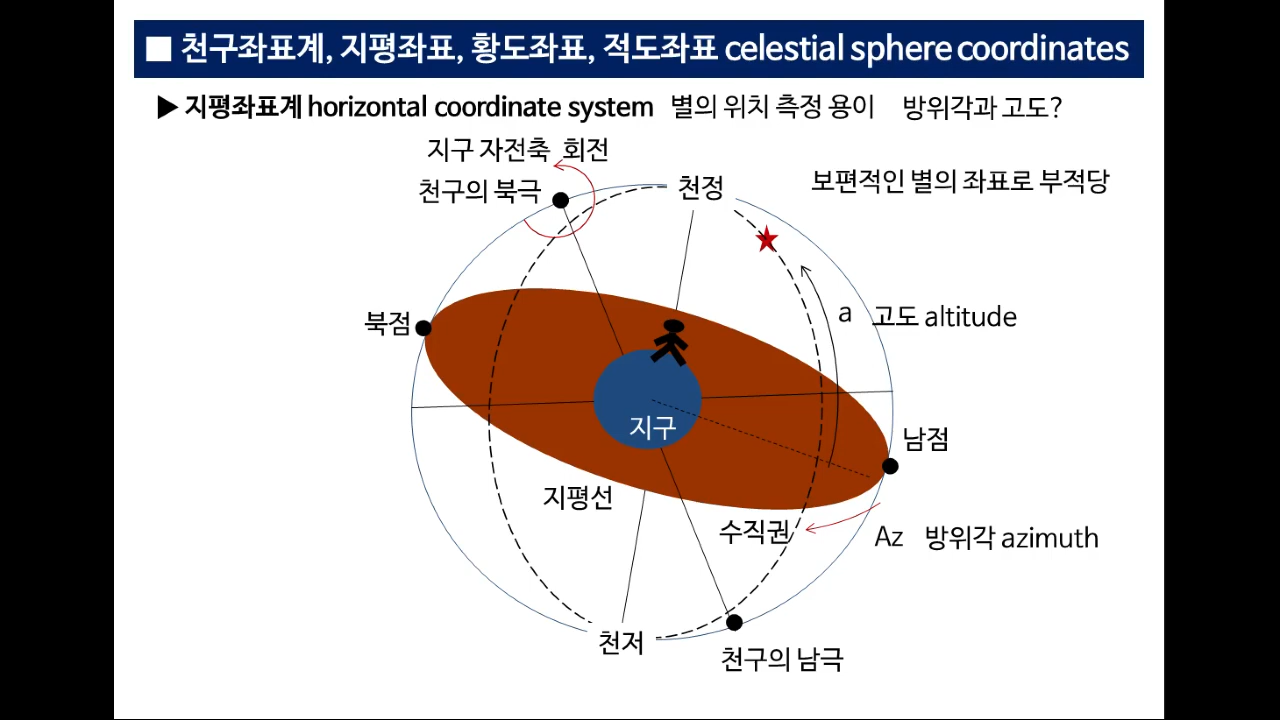 ■ 천구좌표계, 지평좌표, 황도좌표, 적도좌표 celestial sphere coordinates
▶ 지평좌표계 horizontal coordinate system 별의 위치 측정 용이 방위각과 고도?
지구 자전축 회전
천구의 북극
천정
보편적인 별의 좌표로 부적당
북점
a 고도 altitude
지구
남점
지평선
수직권
Az 방위각 azimuth
천저
천구의 남극